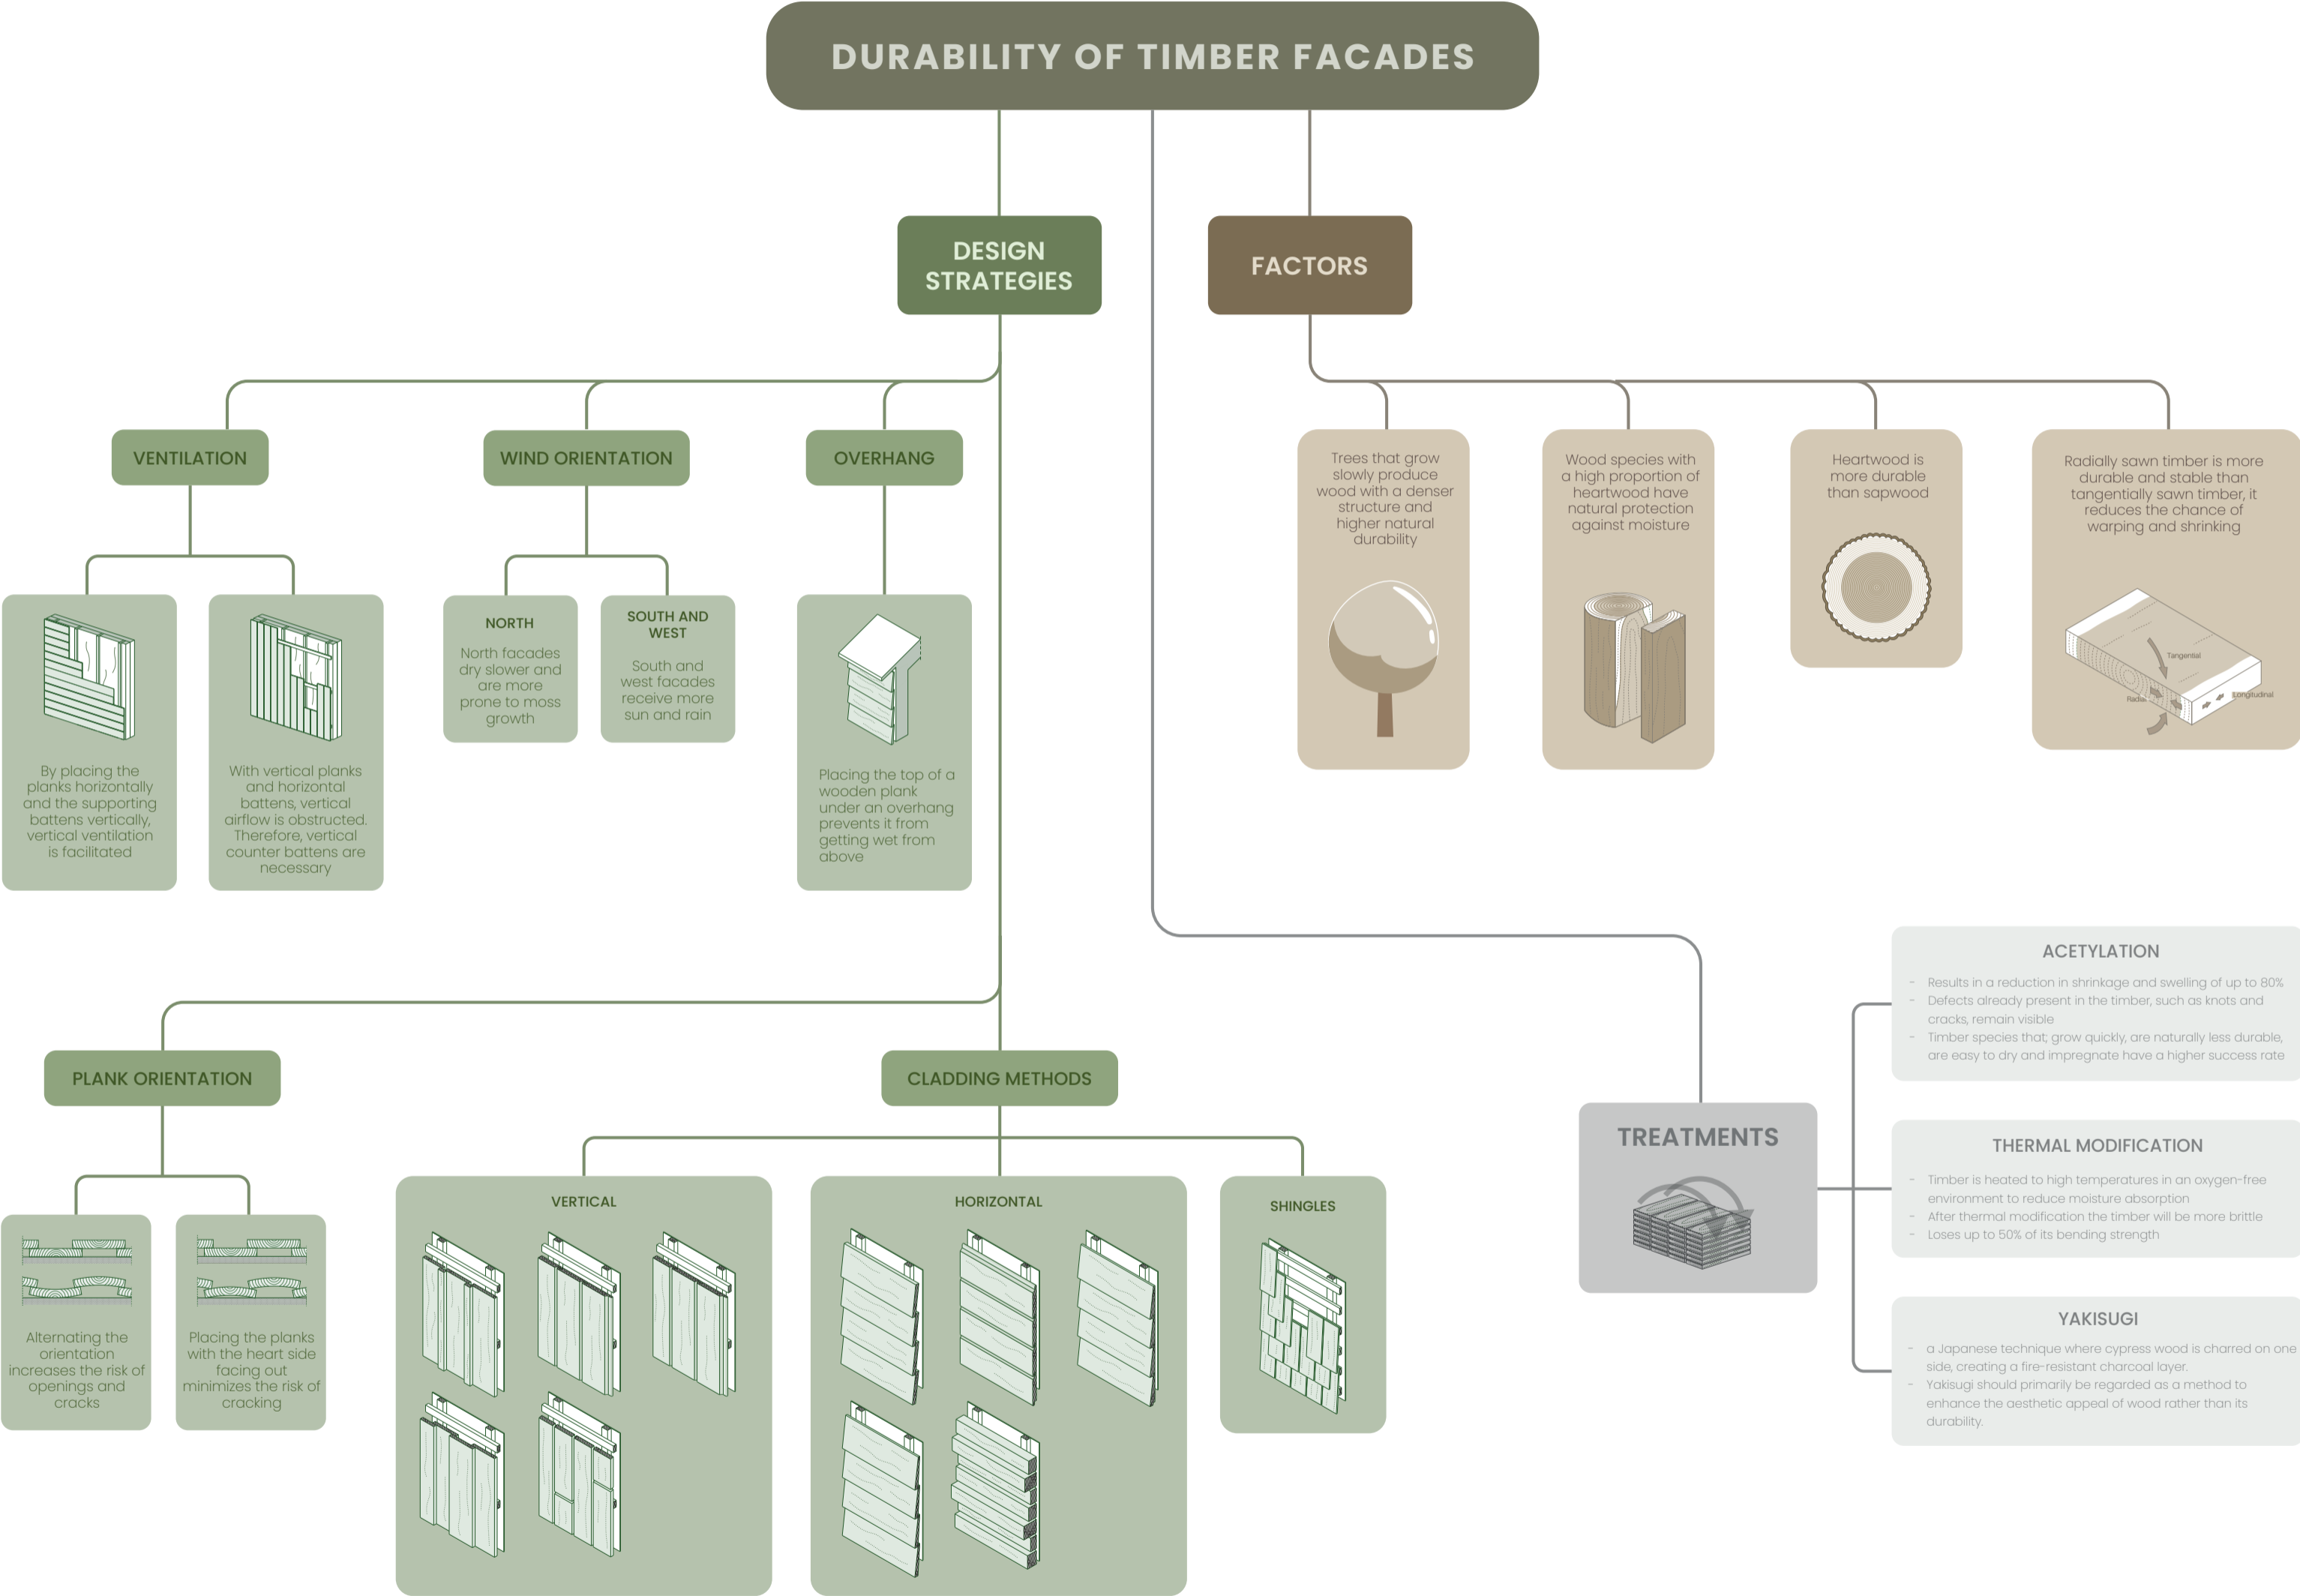 DURABILITY OF TIMBER FACADES
DESIGN
STRATEGIES
FACTORS
VENTILATION
WIND ORIENTATION
OVERHANG
By placing the
planks horizontally
and the supporting
battens vertically,
vertical ventilation
is facilitated
With vertical planks
and horizontal
battens, vertical
airflow is obstructed.
Therefore, vertical
counter battens are
necessary
NORTH
North facades
dry slower and
are more
prone to moss
growth
SOUTH AND
WEST
South and
west facades
receive more
sun and rain
Placing the top of a
wooden plank
under an overhang
prevents it from
getting wet from
above
Trees that grow
slowly produce
wood with a denser
structure and
higher natural
durability
Wood species with
a high proportion of
heartwood have
natural protection
against moisture
Heartwood is
more durable
than sapwood
Radially sawn timber is more
durable and stable than
tangentially sawn timber, it
reduces the chance of
warping and shrinking
Tangential
Radial
Longitudinal
PLANK ORIENTATION
CLADDING METHODS
Alternating the
orientation
increases the risk of
openings and
cracks
Placing the planks
with the heart side
facing out
minimizes the risk of
cracking
VERTICAL
HORIZONTAL
SHINGLES
TREATMENTS
ACETYLATION
- Results in a reduction in shrinkage and swelling of up to 80%
- Defects already present in the timber, such as knots and
cracks, remain visible
- Timber species that; grow quickly, are naturally less durable,
are easy to dry and impregnate have a higher success rate
THERMAL MODIFICATION
- Timber is heated to high temperatures in an oxygen-free
environment to reduce moisture absorption
- After thermal modification the timber will be more brittle
- Loses up to 50% of its bending strength
YAKISUGI
- a Japanese technique where cypress wood is charred on one
side, creating a fire-resistant charcoal layer.
- Yakisugi should primarily be regarded as a method to
enhance the aesthetic appeal of wood rather than its
durability.